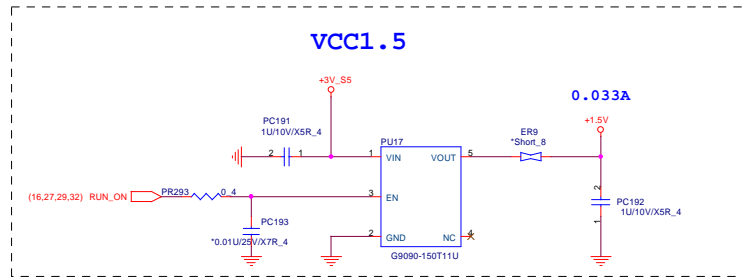 VCC1.5
+3V_S5
0.033A
PC191
1U/10V/X5R_4
+1.5V
PU17
ER9
*Short_8
2 1
1 VIN VOUT 5
(16,27,29,32) RUN_ON PR293 0_4 3 EN
2
PC192
1U/10V/X5R_4
1
PC193
*0.01U/25V/X7R_4
2 GND NC 4
G9090-150T11U